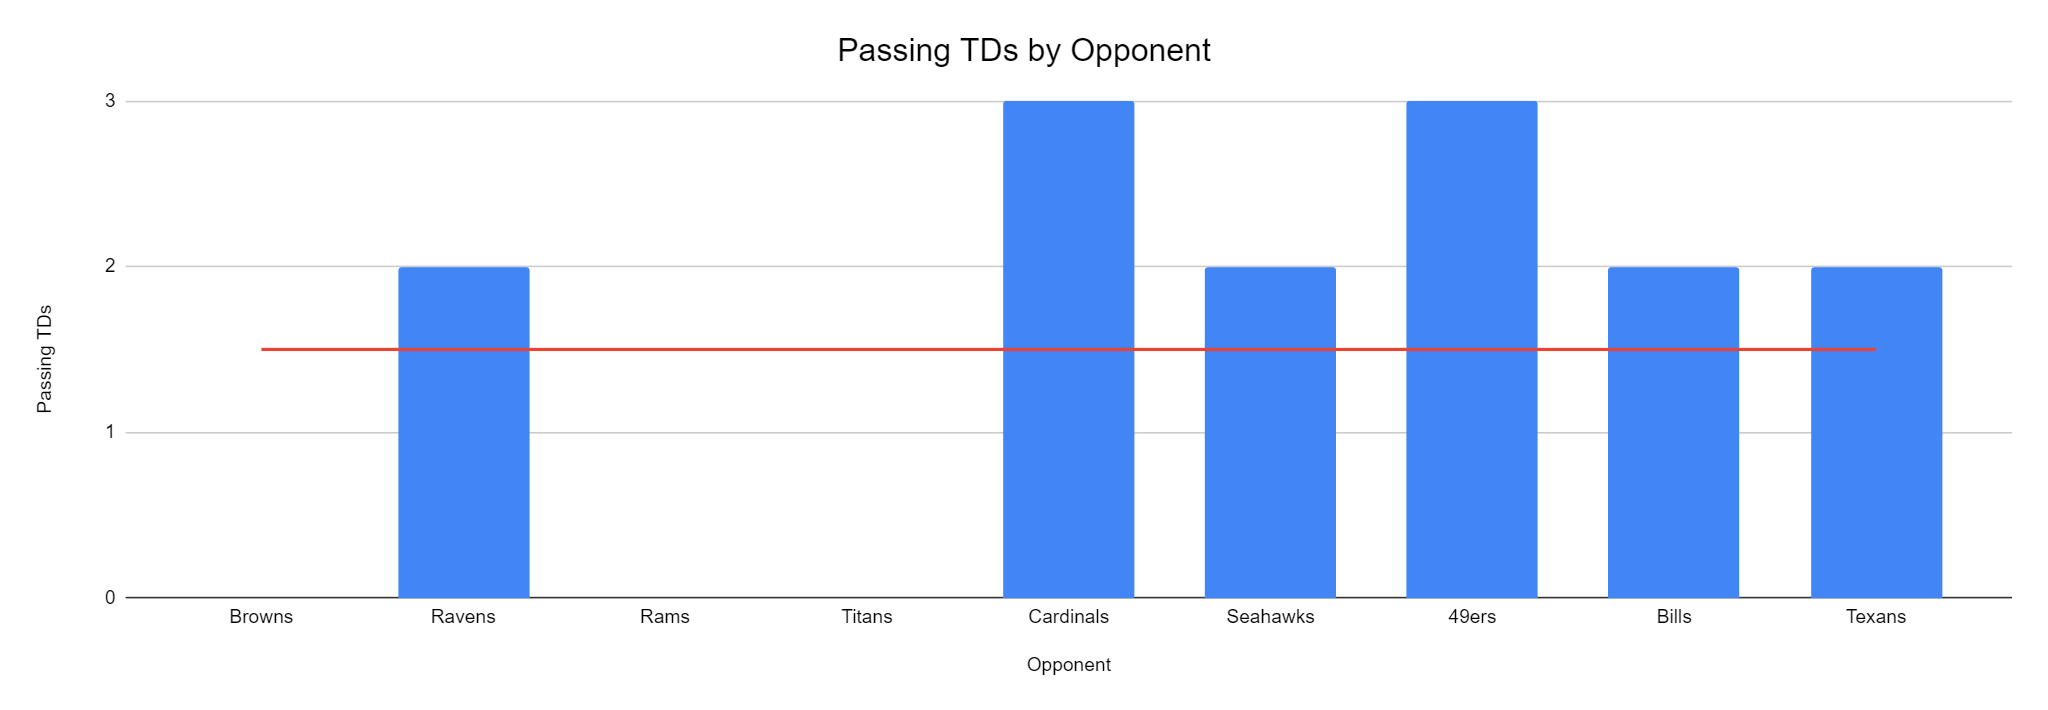 Passing TDs by Opponent
Passing TDs
3
2
1
0
Browns Ravens Rams Titans Cardinals Seahawks 49ers Bills Texans
Opponent